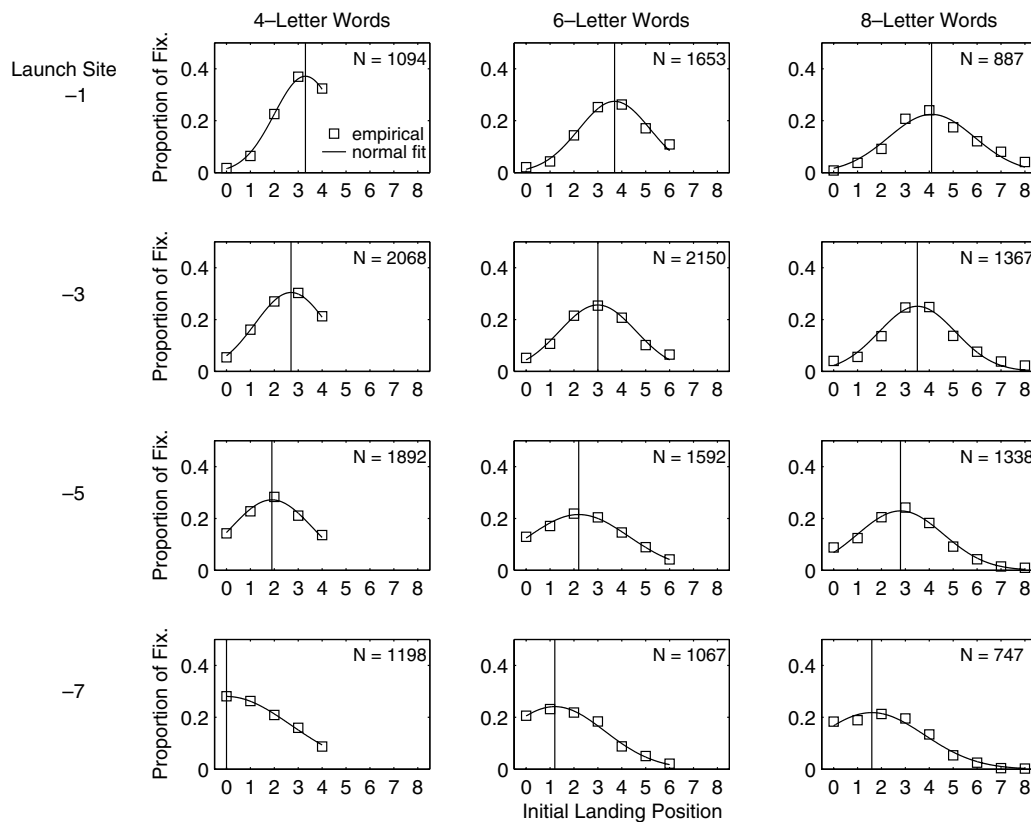 4–Letter Words 6–Letter Words 8–Letter Words
Launch Site
–1
Proportion of Fix.
0.4
0.2
0
N = 1094
empirical
normal fit
0 1 2 3 4 5 6 7 8
0.4
0.2
0
N = 1653
0 1 2 3 4 5 6 7 8
0.4
0.2
0
N = 887
0 1 2 3 4 5 6 7 8
–3
Proportion of Fix.
0.4
0.2
0
N = 2068
0 1 2 3 4 5 6 7 8
0.4
0.2
0
N = 2150
0 1 2 3 4 5 6 7 8
0.4
0.2
0
N = 1367
0 1 2 3 4 5 6 7 8
–5
Proportion of Fix.
0.4
0.2
0
N = 1892
0 1 2 3 4 5 6 7 8
0.4
0.2
0
N = 1592
0 1 2 3 4 5 6 7 8
0.4
0.2
0
N = 1338
0 1 2 3 4 5 6 7 8
–7
Proportion of Fix.
0.4
0.2
0
N = 1198
0 1 2 3 4 5 6 7 8
0.4
0.2
0
N = 1067
0 1 2 3 4 5 6 7 8
0.4
0.2
0
N = 747
0 1 2 3 4 5 6 7 8
Initial Landing Position